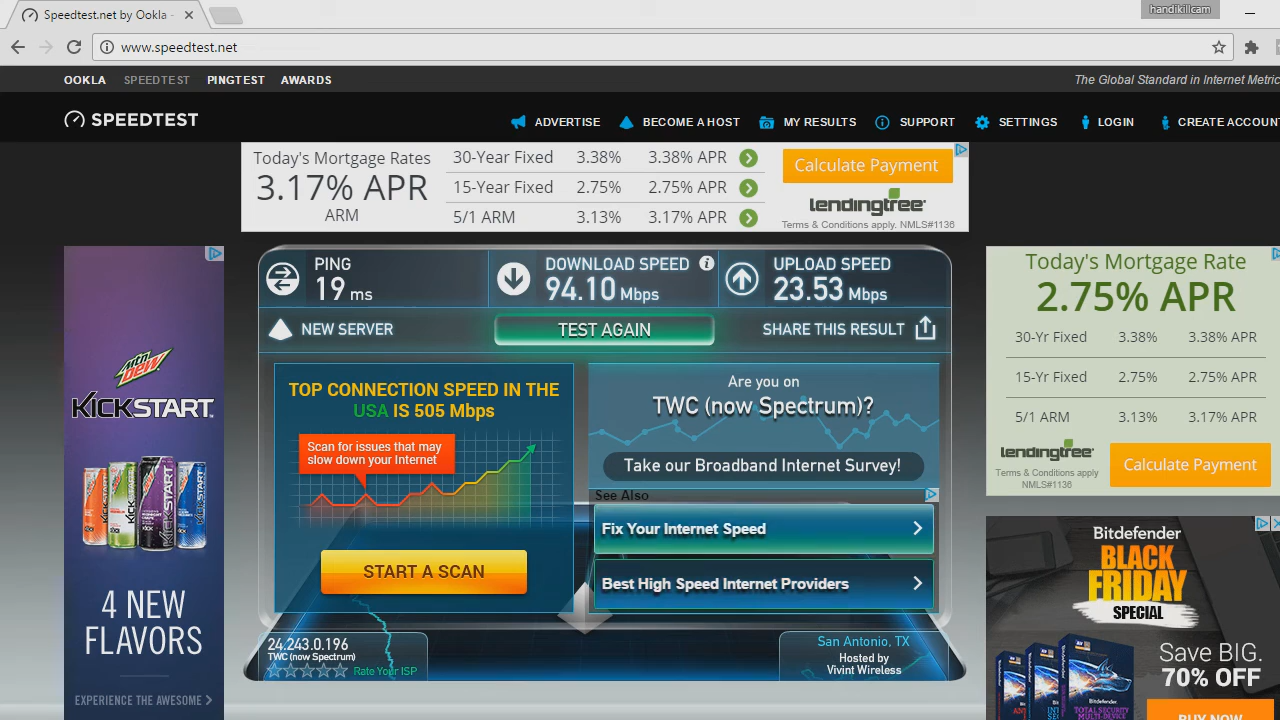 Speedtest.net by Ookla -
handikillcam
www.speedtest.net
OOKLA SPEEDTEST PINGTEST AWARDS
The Global Standard in Internet Metric
SPEEDTEST
ADVERTISE BECOME A HOST MY RESULTS SUPPORT SETTINGS LOGIN CREATE ACCOUNT
Today's Mortgage Rates
3.17% APR
ARM
30-Year Fixed 3.38% 3.38% APR
15-Year Fixed 2.75% 2.75% APR
5/1 ARM 3.13% 3.17% APR
Calculate Payment
lendingtree
Terms & Conditions apply. NMLS#1136
PING
19 ms
DOWNLOAD SPEED
94.10 Mbps
UPLOAD SPEED
23.53 Mbps
NEW SERVER
TEST AGAIN
SHARE THIS RESULT
TOP CONNECTION SPEED IN THE
USA IS 505 Mbps
Scan for issues that may
slow down your Internet
START A SCAN
Are you on
TWC (now Spectrum)?
Take our Broadband Internet Survey!
See Also
Fix Your Internet Speed
Best High Speed Internet Providers
24.243.0.196
TWC (now Spectrum)
Rate Your ISP
San Antonio, TX
Hosted by
Vivint Wireless
mtn dew
KICKSTART
4 NEW
FLAVORS
EXPERIENCE THE AWESOME
Today's Mortgage Rate
2.75% APR
30-Yr Fixed 3.38% 3.38% APR
15-Yr Fixed 2.75% 2.75% APR
5/1 ARM 3.13% 3.17% APR
lendingtree
Terms & Conditions apply
NMLS#1136
Calculate Payment
Bitdefender
BLACK
FRIDAY
SPECIAL
Save BIG.
70% OFF
TOTAL SECURITY
MULTI-DEVICE
BUY NOW